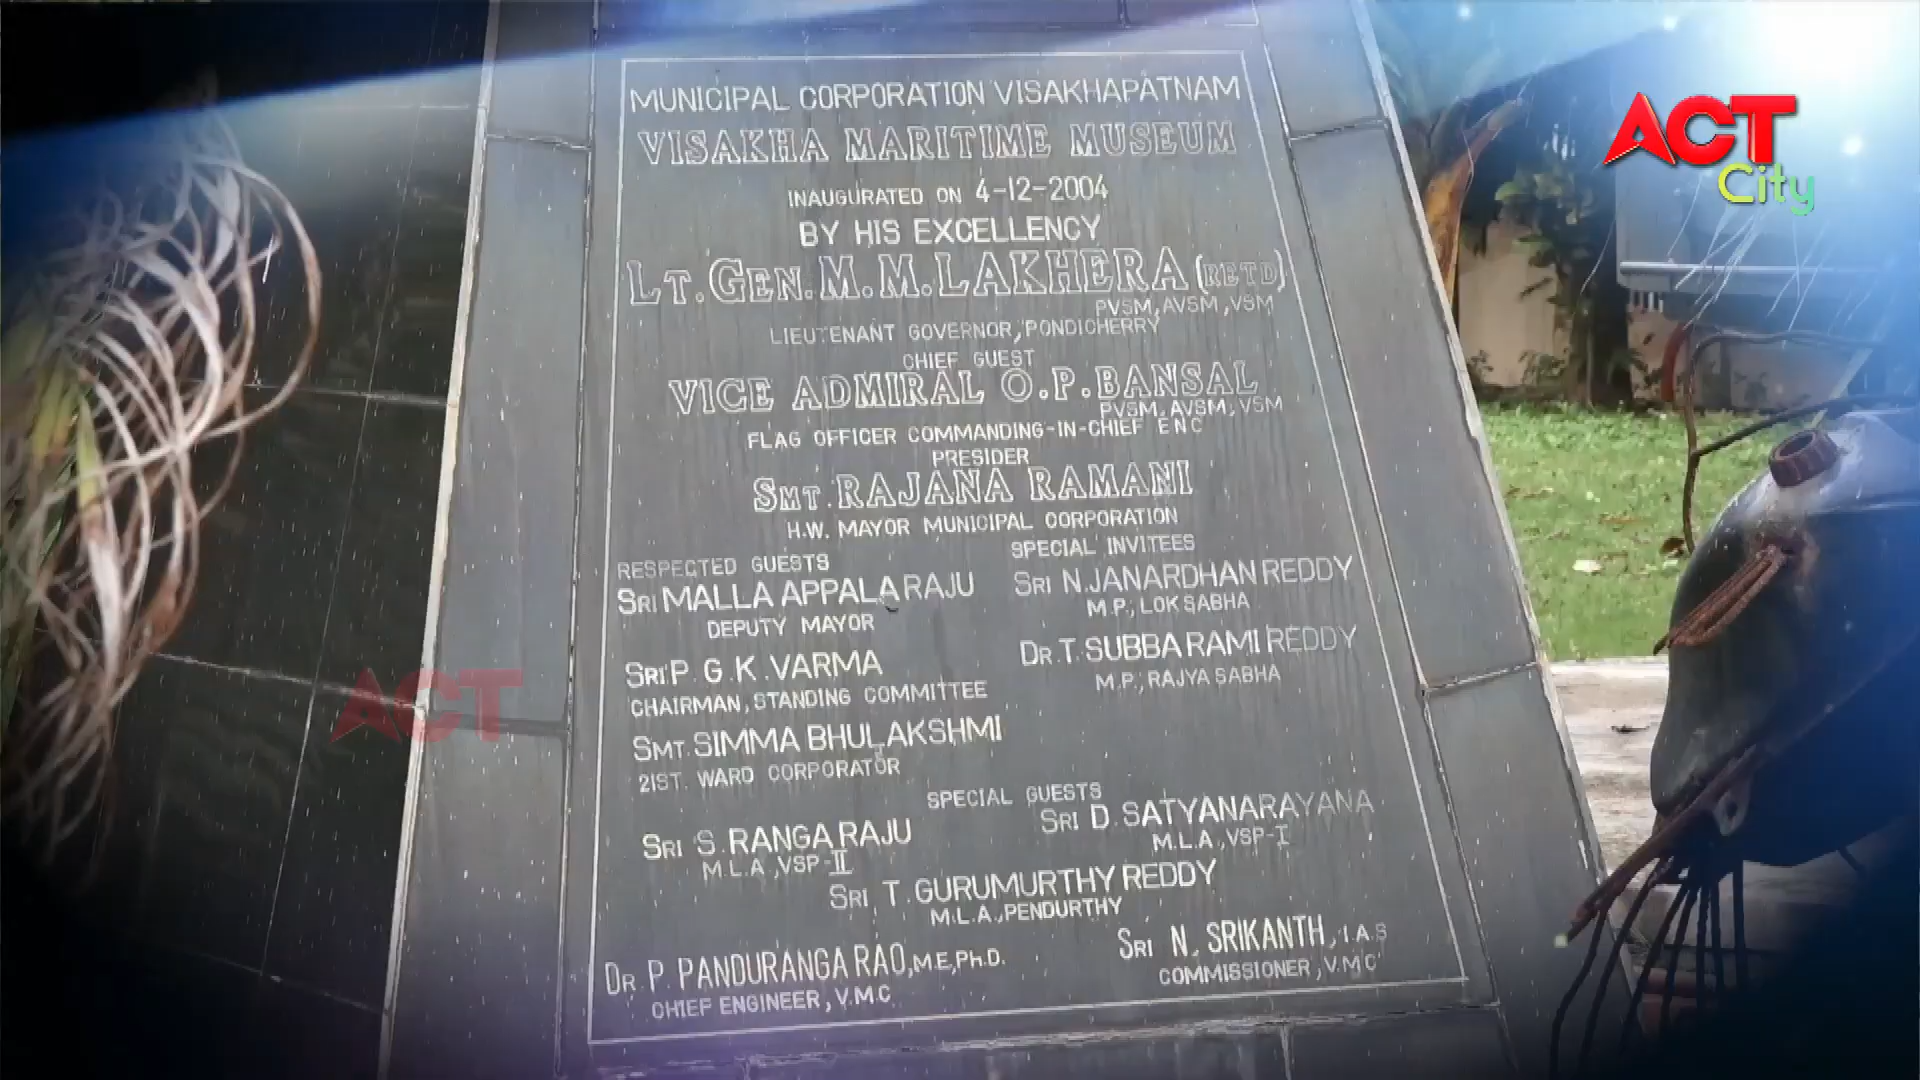 MUNICIPAL CORPORATION VISAKHAPATNAM
VISAKHA MARITIME MUSEUM
INAUGURATED ON 4-12-2004
BY HIS EXCELLENCY
LT. GEN. M. M. LAKHERA (RETD)
PVSM, AVSM, VSM
LIEUTENANT GOVERNOR, PONDICHERRY
CHIEF GUEST
VICE ADMIRAL O.P. BANSAL
PVSM, AVSM, VSM
FLAG OFFICER COMMANDING-IN-CHIEF ENC
PRESIDER
SMT. RAJANA RAMANI
H.W. MAYOR MUNICIPAL CORPORATION
RESPECTED GUESTS
SRI MALLA APPALA RAJU
DEPUTY MAYOR
SRI P. G. K. VARMA
CHAIRMAN, STANDING COMMITTEE
SMT. SIMMA BHULAKSHMI
21ST. WARD CORPORATOR
SPECIAL INVITEES
SRI N. JANARDHAN REDDY
M.P., LOK SABHA
DR. T. SUBBA RAMI REDDY
M.P., RAJYA SABHA
SPECIAL GUESTS
SRI S. RANGA RAJU
M.L.A, VSP-II
SRI D. SATYANARAYANA
M.L.A, VSP-I
SRI T. GURUMURTHY REDDY
M.L.A., PENDURTHY
DR. P. PANDURANGA RAO, M.E, Ph.D.
CHIEF ENGINEER, V.M.C
SRI N. SRIKANTH, I.A.S
COMMISSIONER, V.M.C
ACT
City
ACT